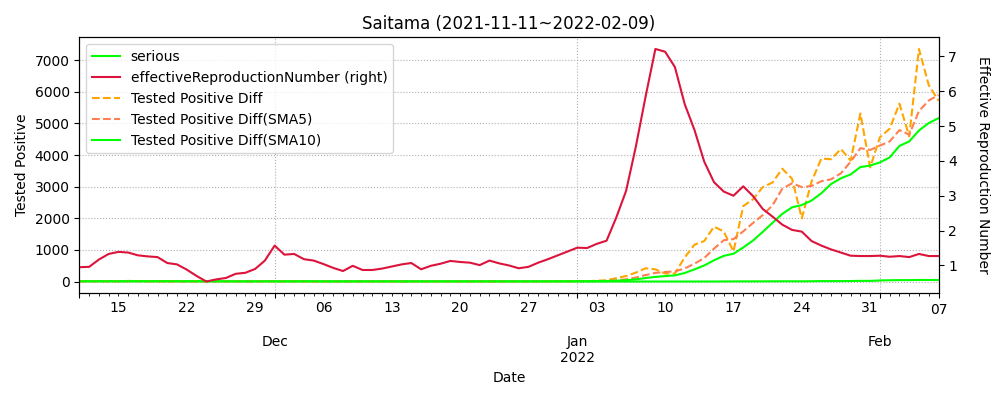 Saitama (2021-11-11~2022-02-09)
serious
effectiveReproductionNumber (right)
Tested Positive Diff
Tested Positive Diff(SMA5)
Tested Positive Diff(SMA10)
Tested Positive
7000
6000
5000
4000
3000
2000
1000
0
Effective Reproduction Number
7
6
5
4
3
2
1
15 22 29 06 13 20 27 03 10 17 24 31 07
Dec Jan Feb
2022
Date